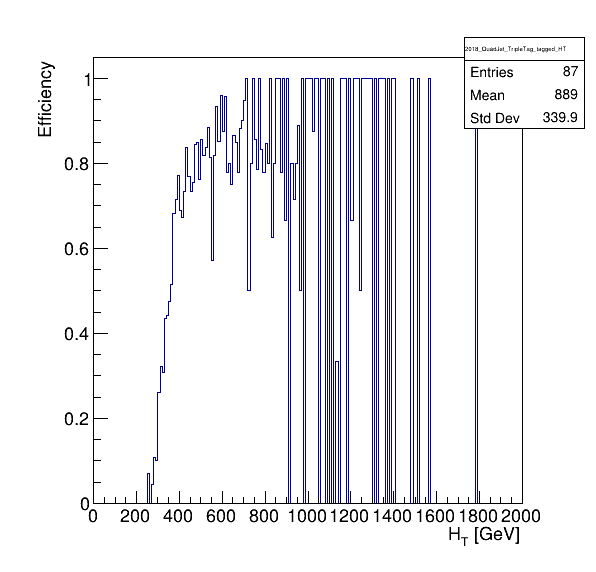 2018_QuadJet_TripleTag_tagged_HT
Entries 87
Mean 889
Std Dev 339.9
Efficiency
1
0.8
0.6
0.4
0.2
0
0 200 400 600 800 1000 1200 1400 1600 1800 2000
H_T [GeV]